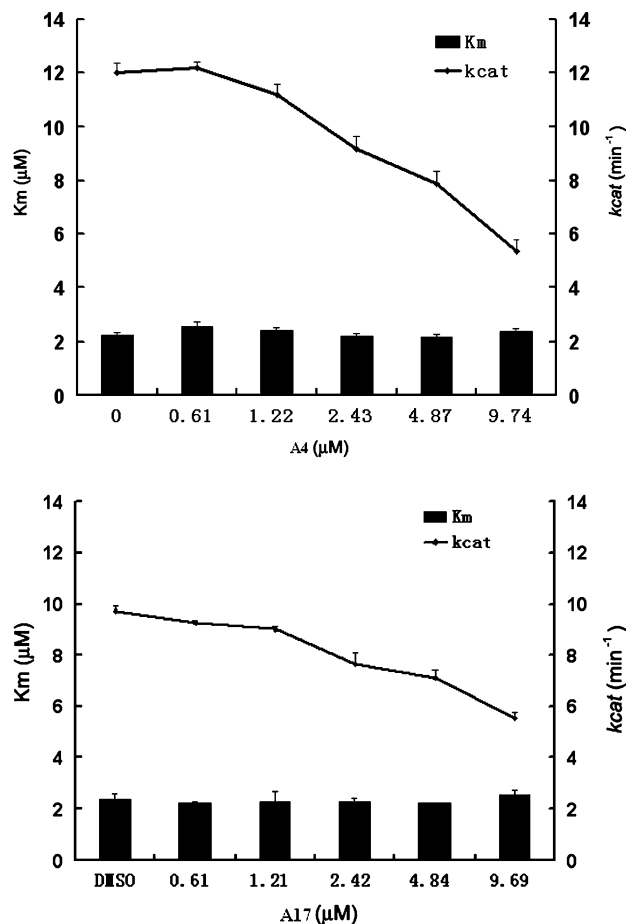 14 14
Km
kcat
12 12
10 10
8 8
6 6
4 4
2 2
0 0
Km (μM)
kcat (min⁻¹)
0 0.61 1.22 2.43 4.87 9.74
A4 (μM)
14 14
Km
kcat
12 12
10 10
8 8
6 6
4 4
2 2
0 0
Km (μM)
kcat (min⁻¹)
DMSO 0.61 1.21 2.42 4.84 9.69
A17 (μM)